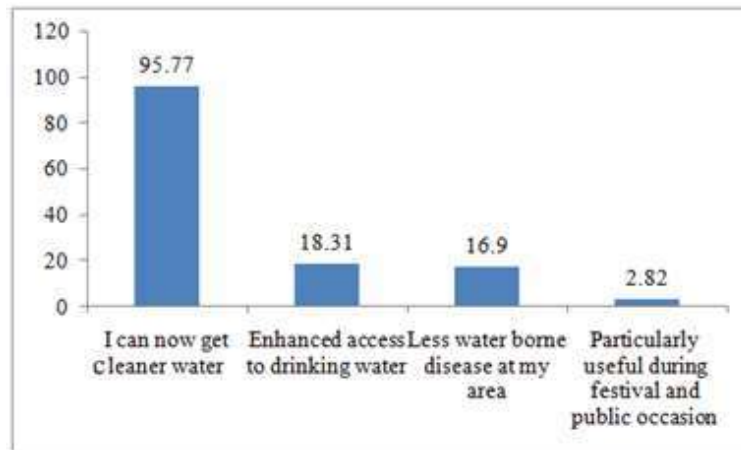 120
100
80
60
40
20
0
95.77
18.31
16.9
2.82
I can now get
cleaner water
Enhanced access
to drinking water
Less water borne
disease at my
area
Particularly
useful during
festival and
public occasion